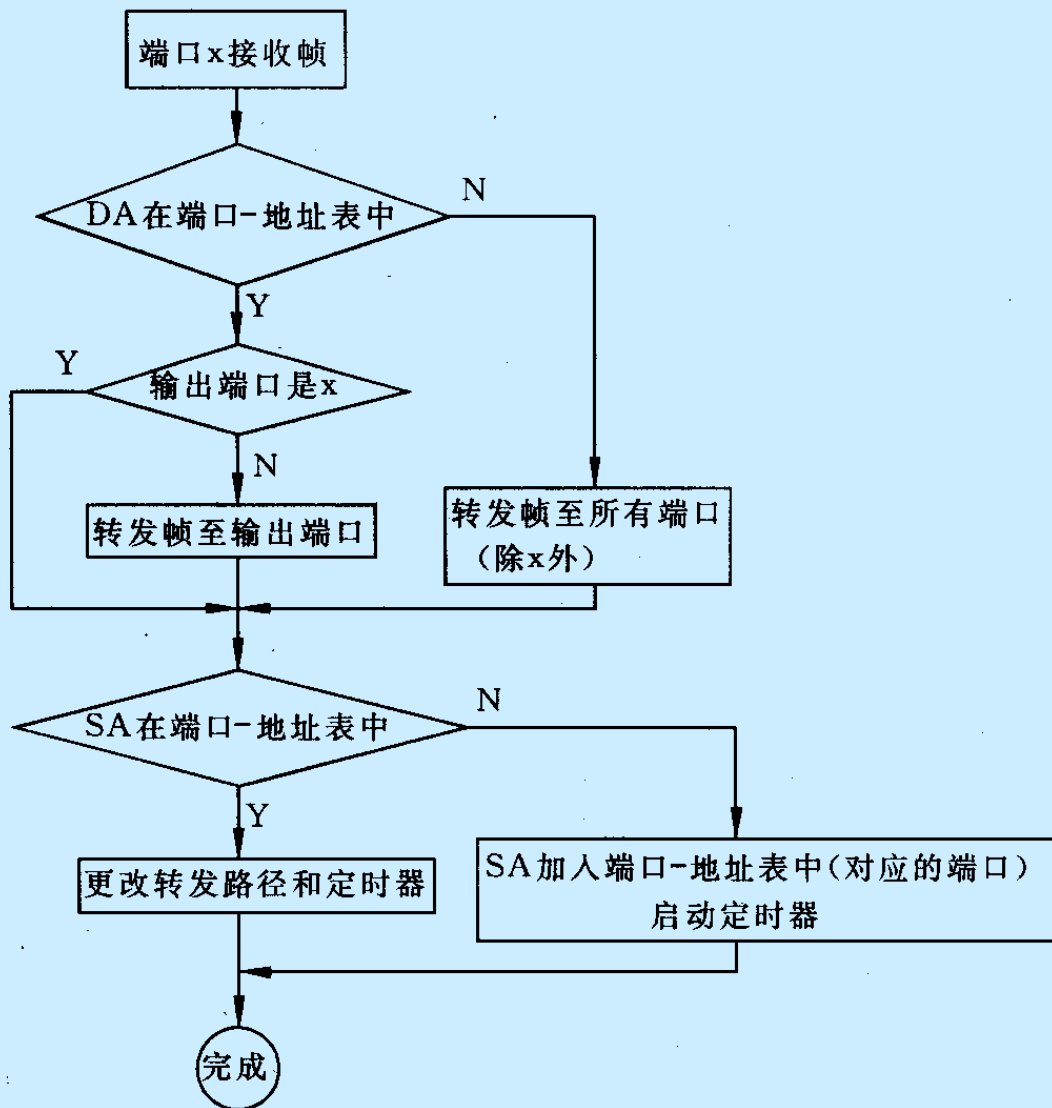 端口x接收帧
DA在端口-地址表中
N
Y
Y
输出端口是x
N
转发帧至输出端口
转发帧至所有端口
（除x外）
SA在端口-地址表中
N
Y
更改转发路径和定时器
SA加入端口-地址表中(对应的端口)
启动定时器
完成